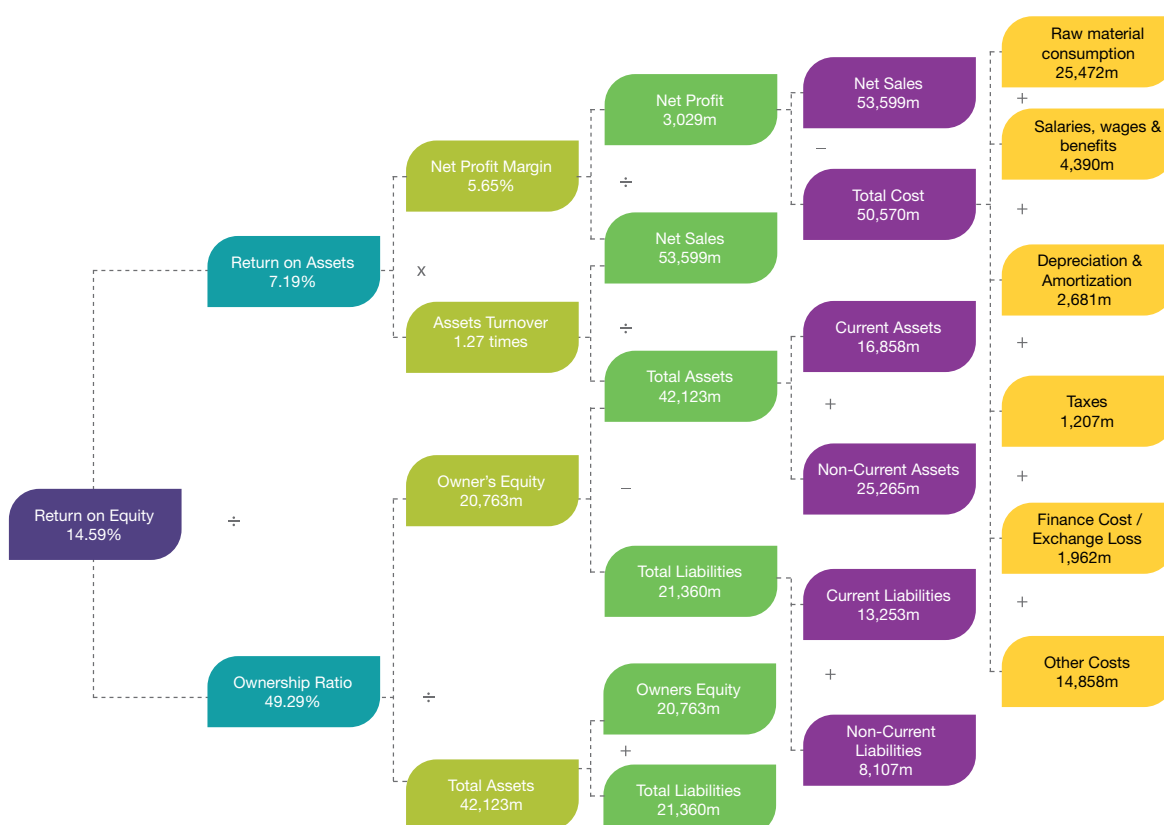 Return on Equity
14.59%
÷
Return on Assets
7.19%
Ownership Ratio
49.29%
Net Profit Margin
5.65%
x
Assets Turnover
1.27 times
Owner's Equity
20,763m
÷
Total Assets
42,123m
Net Profit
3,029m
÷
Net Sales
53,599m
÷
Total Assets
42,123m
–
Total Liabilities
21,360m
Owners Equity
20,763m
+
Total Liabilities
21,360m
Net Sales
53,599m
–
Total Cost
50,570m
Current Assets
16,858m
+
Non-Current Assets
25,265m
Current Liabilities
13,253m
+
Non-Current
Liabilities
8,107m
Raw material
consumption
25,472m
+
Salaries, wages &
benefits
4,390m
+
Depreciation &
Amortization
2,681m
+
Taxes
1,207m
+
Finance Cost /
Exchange Loss
1,962m
+
Other Costs
14,858m